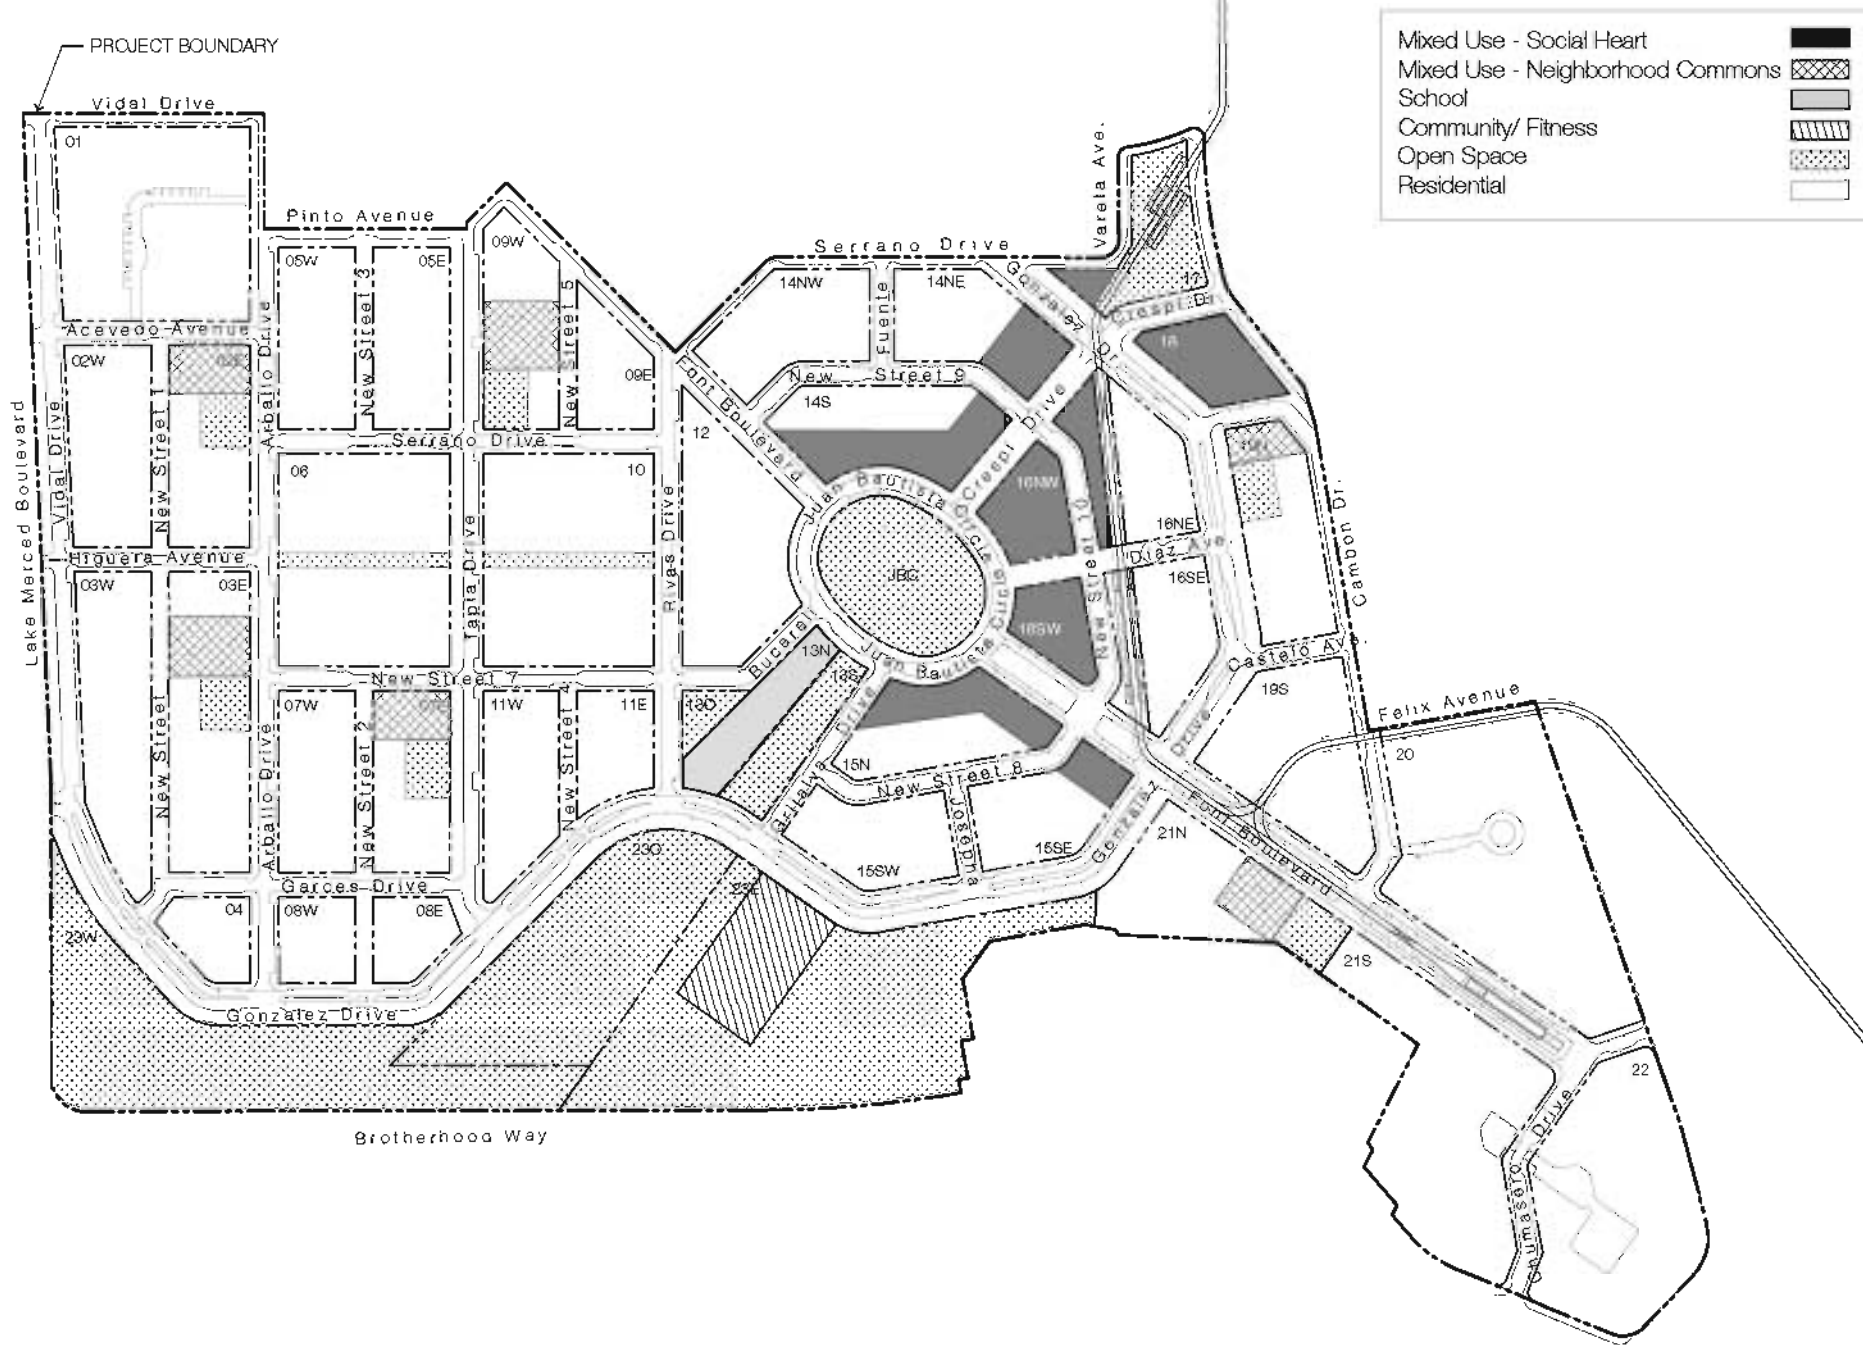 PROJECT BOUNDARY
Mixed Use - Social Heart
Mixed Use - Neighborhood Commons
School
Community/ Fitness
Open Space
Residential
Vidal Drive
01
Pinto Avenue
09W
Serrano Drive
Varela Ave.
05W
New Street 3
05E
New Street 5
14NW
Fuente
14NE
Gonzalez Dr.
17
Crespi Dr
Acevedo Avenue
Arballo Drive
02W
02E
09E
Font Boulevard
New Street 9
18
14S
Lake Merced Boulevard
Vidal Drive
New Street 1
Serrano Drive
12
Crespi Drive
19N
06
10
Juan Bautista Circle
16NW
Cambon Dr.
Tapia Drive
Rivas Drive
New Street 10
16NE
Higuera Avenue
Diaz Ave
JBC
16SE
03W
03E
16SW
Bucareli
13N
13S
Juan Bautista Circle
Castelo Ave.
New Street 7
19S
Felix Avenue
07W
11W
11E
13O
Drive
20
New Street
Arballo Drive
New Street 2
New Street 4
15N
New Street 8
Grijalva
Josepha
Gonzalez
Font Boulevard
21N
23O
15SW
15SE
Garces Drive
23E
04
08W
08E
23W
21S
Gonzalez Drive
22
Brotherhood Way
Chumasero Drive